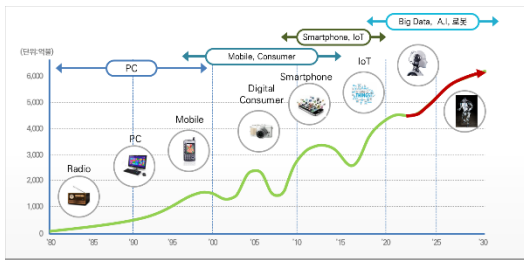 Big Data, A.I, 로봇
Smartphone, IoT
(단위:억불)
Mobile, Consumer
PC
IoT
Smartphone
6,000
Digital
Consumer
5,000
Mobile
4,000
PC
3,000
Radio
2,000
1,000
0
'80
'85
'90
'95
'00
'05
'10
'15
'20
'25
'30